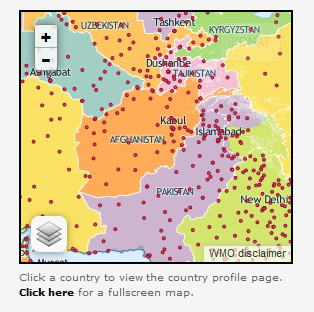 UZBEKISTAN
Tashkent
KYRGYZSTAN
+
-
Ashgabat
Dushanbe
TAJIKISTAN
Kabul
AFGHANISTAN
Islamabad
PAKISTAN
New Delhi
WMO disclaimer
Muscat
Click a country to view the country profile page.
Click here for a fullscreen map.